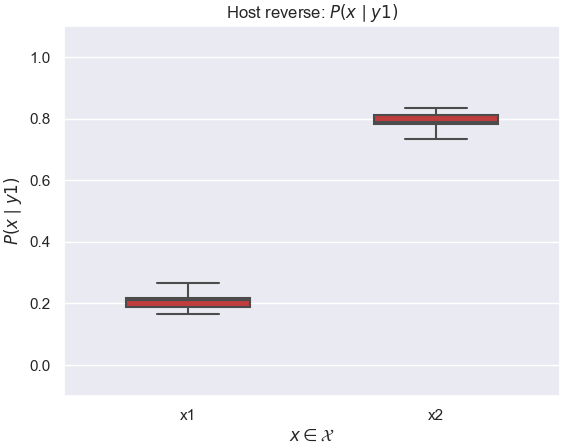 Host reverse: P(x | y1)
P(x | y1)
1.0
0.8
0.6
0.4
0.2
0.0
x1 x2
x ∈ 𝒳